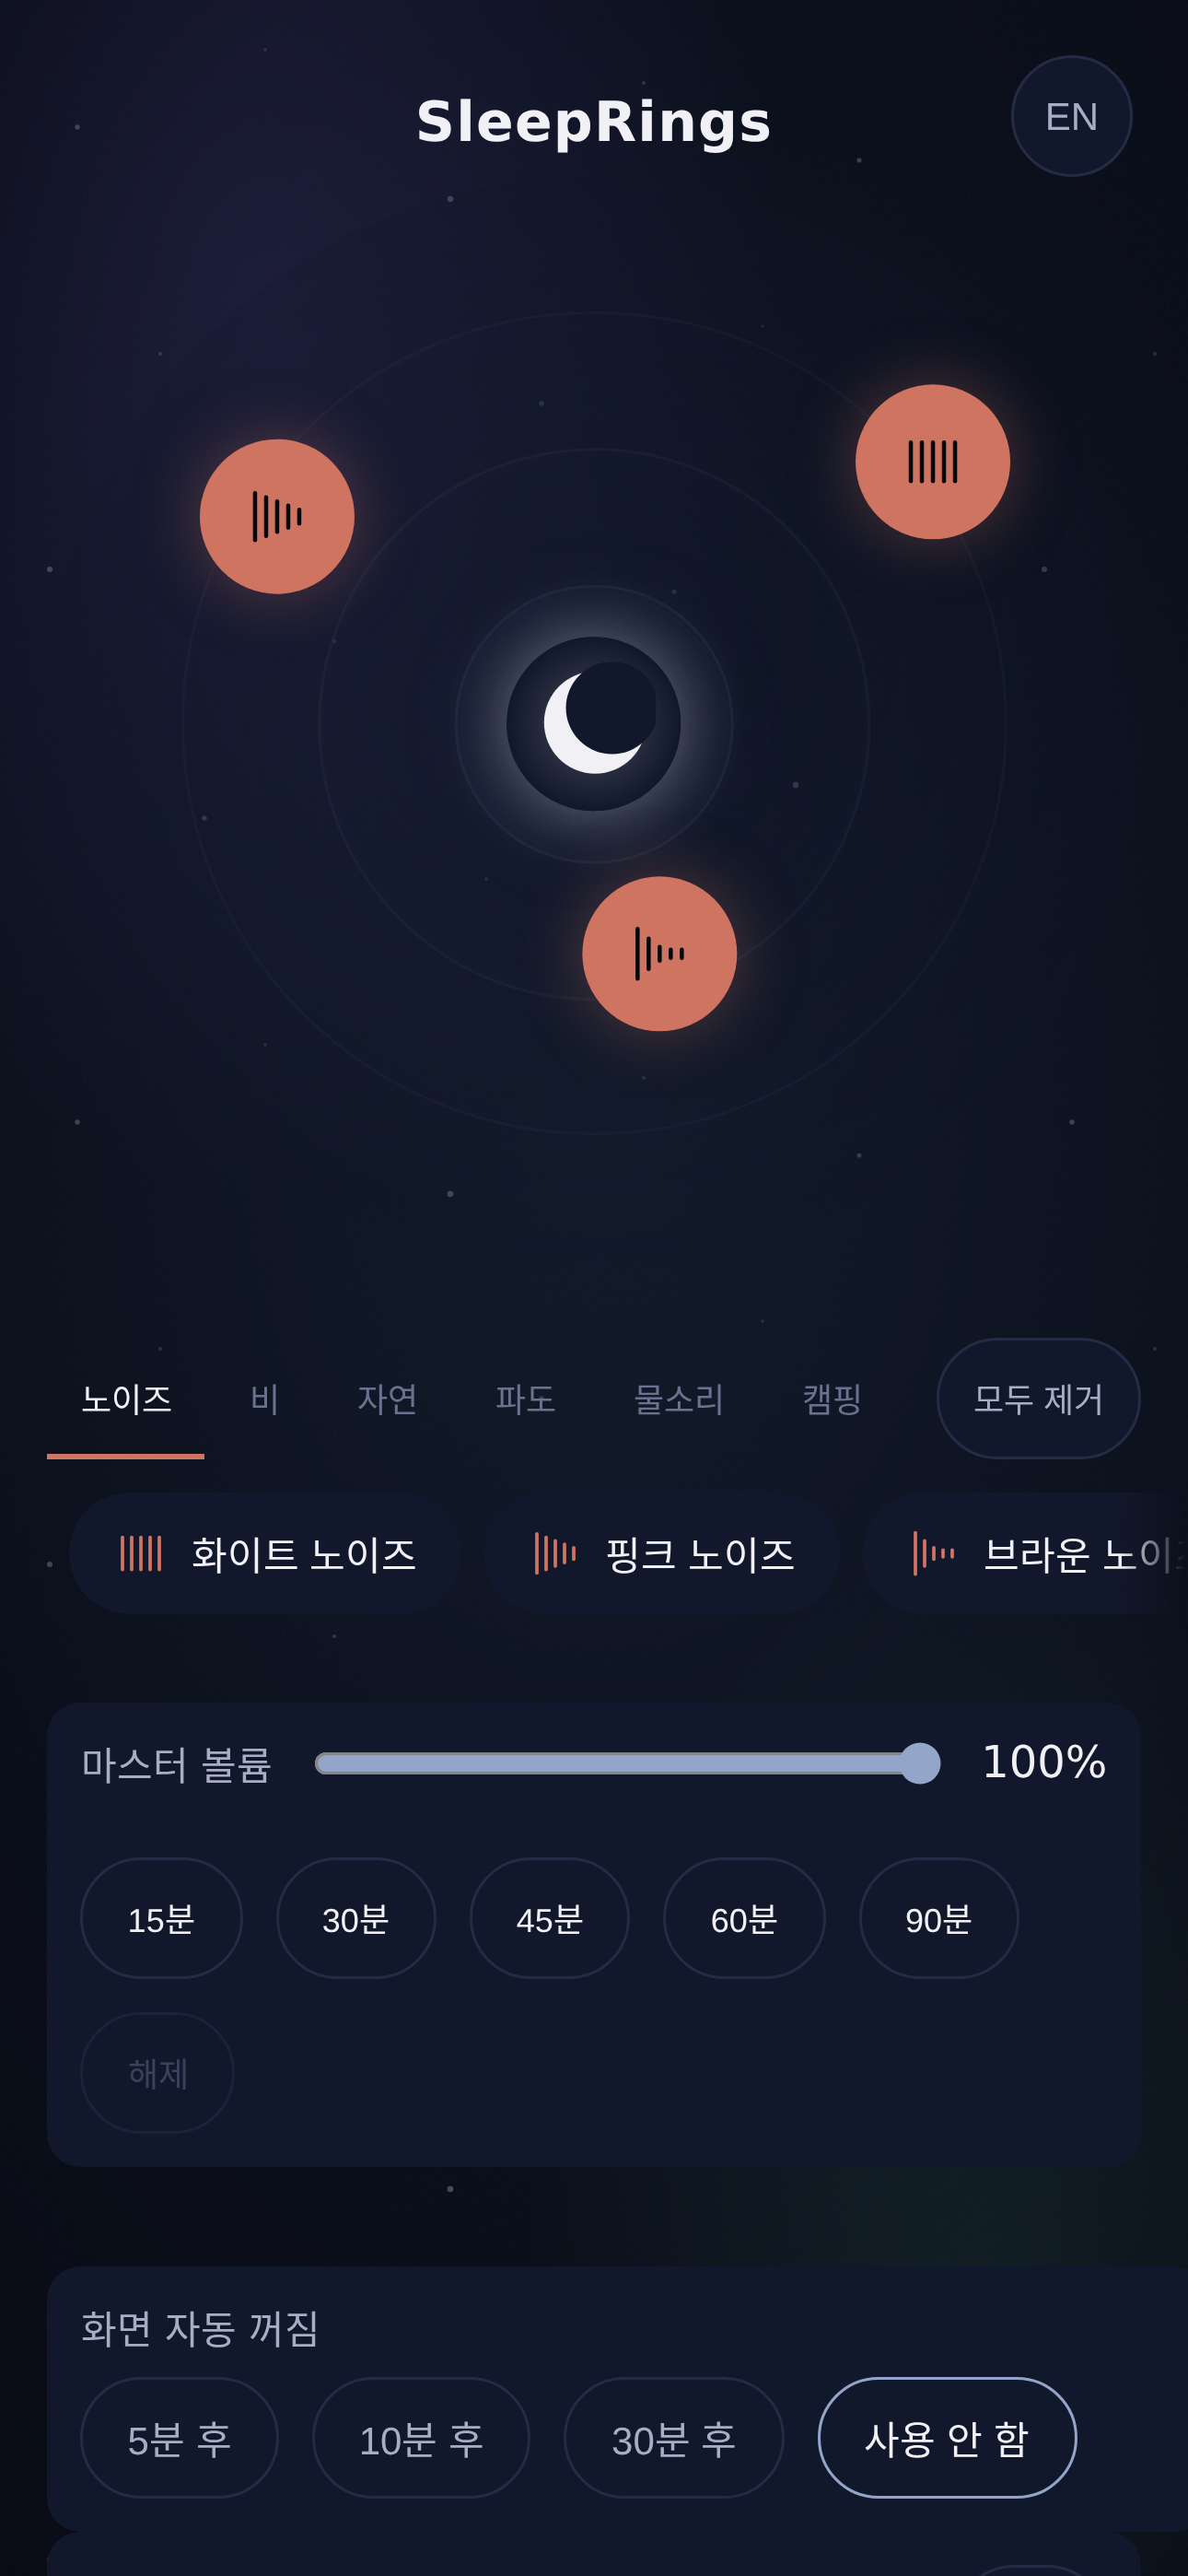 SleepRings
EN
노이즈 비 자연 파도 물소리 캠핑 모두 제거
화이트 노이즈 핑크 노이즈 브라운 노이
마스터 볼륨 100%
15분 30분 45분 60분 90분
해제
화면 자동 꺼짐
5분 후 10분 후 30분 후 사용 안 함